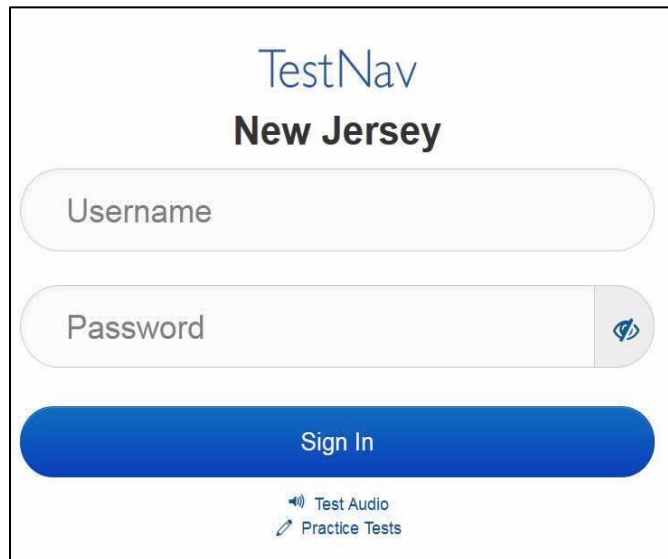 TestNav
New Jersey
Username
Password
Sign In
Test Audio
Practice Tests